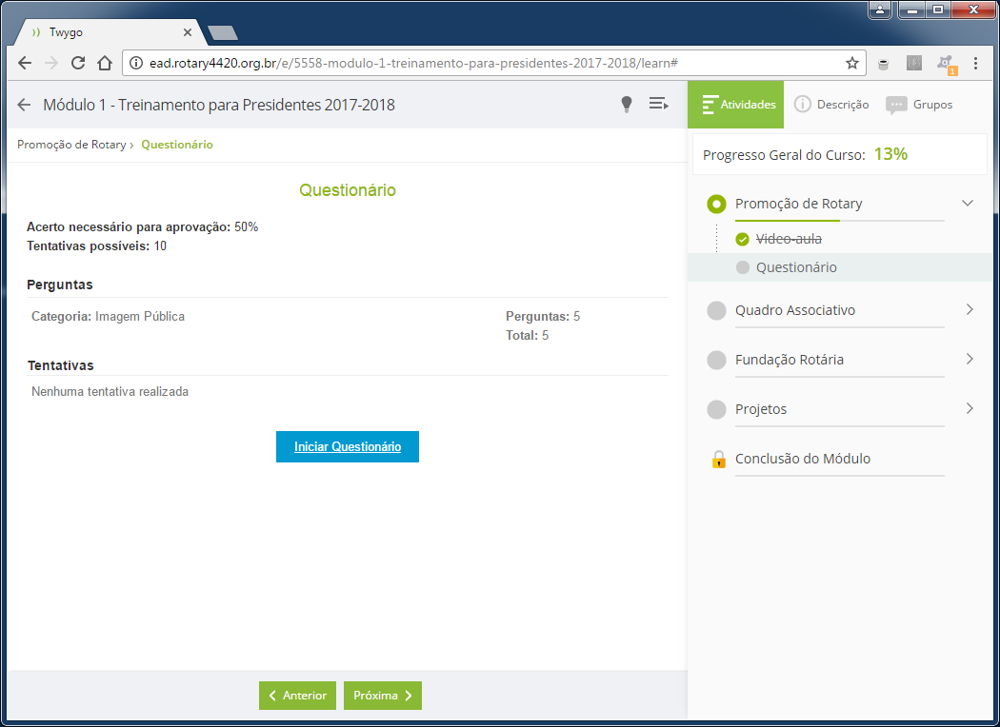 Twygo
ead.rotary4420.org.br/e/5558-modulo-1-treinamento-para-presidentes-2017-2018/learn#
1
Módulo 1 - Treinamento para Presidentes 2017-2018
Atividades
Descrição
Grupos
Promoção de Rotary › Questionário
Questionário
Acerto necessário para aprovação: 50%
Tentativas possíveis: 10
Perguntas
Categoria: Imagem Pública
Perguntas: 5
Total: 5
Tentativas
Nenhuma tentativa realizada
Iniciar Questionário
Anterior
Próxima
Progresso Geral do Curso: 13%
Promoção de Rotary
Video-aula
Questionário
Quadro Associativo
Fundação Rotária
Projetos
Conclusão do Módulo